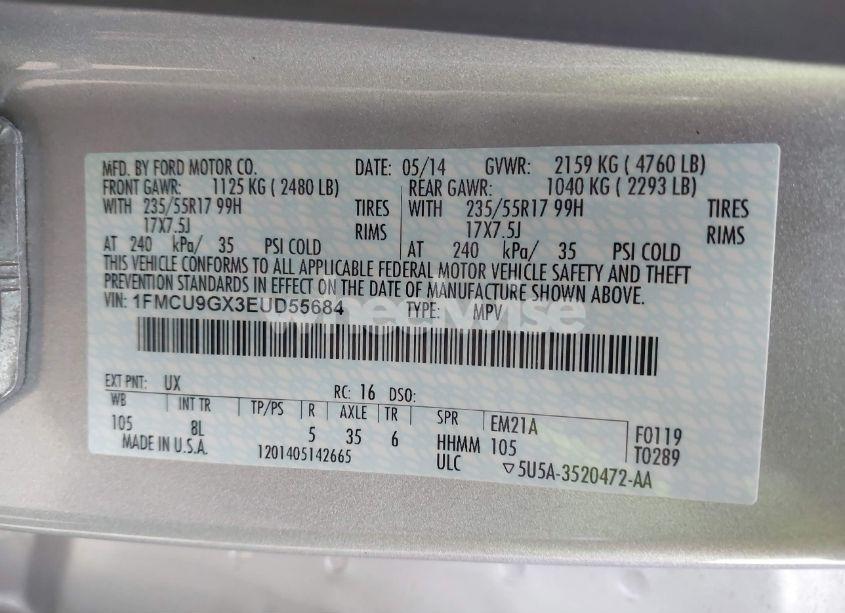 MFD. BY FORD MOTOR CO. DATE: 05/14 GVWR: 2159 KG ( 4760 LB)
FRONT GAWR: 1125 KG ( 2480 LB) REAR GAWR: 1040 KG ( 2293 LB)
WITH 235/55R17 99H TIRES WITH 235/55R17 99H TIRES
17X7.5J RIMS 17X7.5J RIMS
AT 240 kPa/ 35 PSI COLD AT 240 kPa/ 35 PSI COLD
THIS VEHICLE CONFORMS TO ALL APPLICABLE FEDERAL MOTOR VEHICLE SAFETY AND THEFT
PREVENTION STANDARDS IN EFFECT ON THE DATE OF MANUFACTURE SHOWN ABOVE.
VIN: 1FMCU9GX3EUD55684 TYPE: MPV
EXT PNT: UX RC: 16 DSO:
WB INT TR TP/PS R AXLE TR SPR EM21A F0119
105 8L 5 35 6 HHMM 105 T0289
MADE IN U.S.A. 1201405142665 ULC ▽5U5A-3520472-AA